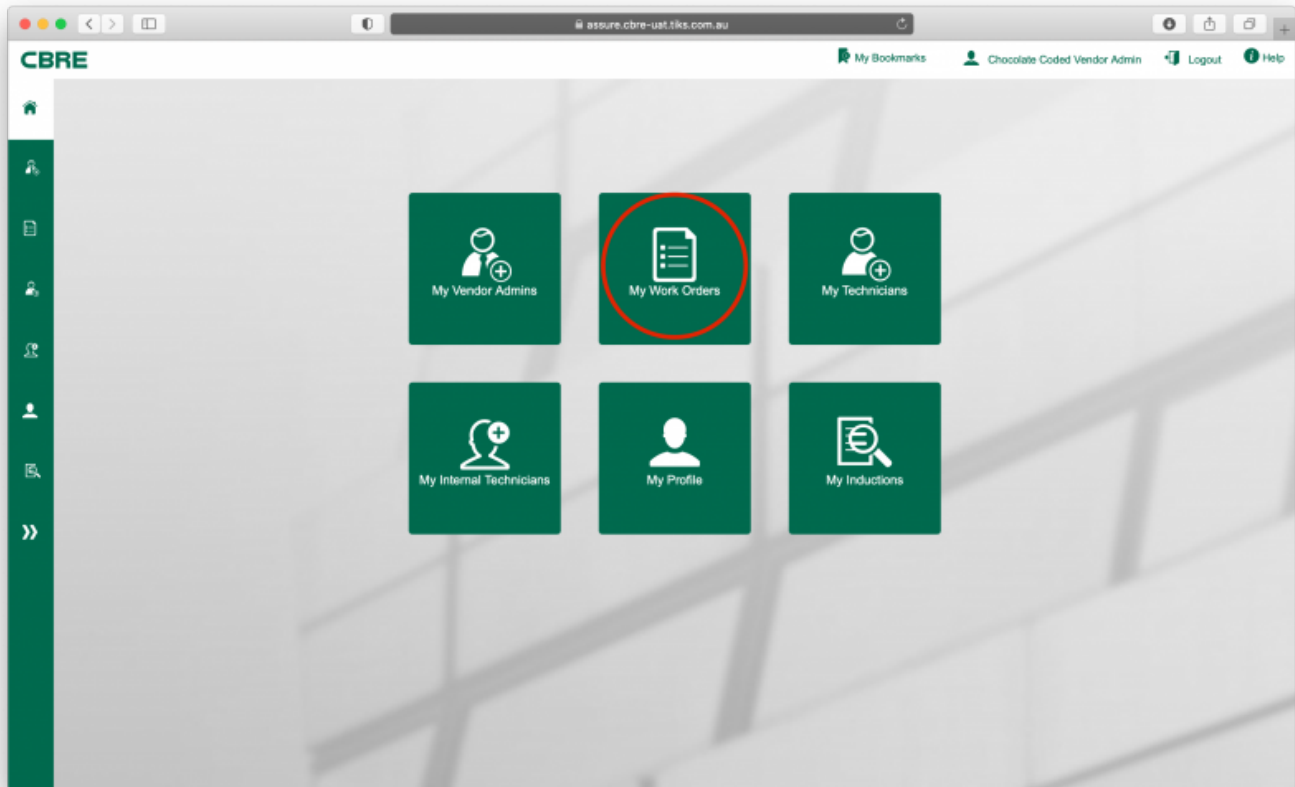 assure.cbre-uat.tiks.com.au
CBRE
My Bookmarks
Chocolate Coded Vendor Admin
Logout
Help
My Vendor Admins
My Work Orders
My Technicians
My Internal Technicians
My Profile
My Inductions